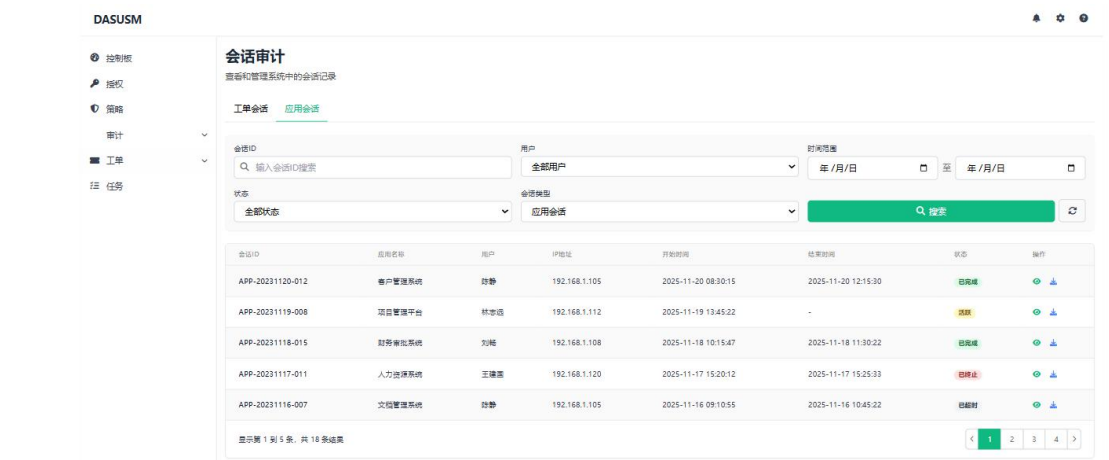 DASUSM
控制板
授权
策略
审计
工单
任务
会话审计
查看和管理系统中的会话记录
工单会话 应用会话
会话ID 用户 时间范围
输入会话ID搜索 全部用户 年/月/日 至 年/月/日
状态 会话类型
全部状态 应用会话 搜索
会话ID 应用名称 用户 IP地址 开始时间 结束时间 状态 操作
APP-20231120-012 客户管理系统 陈静 192.168.1.105 2025-11-20 08:30:15 2025-11-20 12:15:30 已完成
APP-20231119-008 项目管理平台 林志远 192.168.1.112 2025-11-19 13:45:22 - 活跃
APP-20231118-015 财务审批系统 刘畅 192.168.1.108 2025-11-18 10:15:47 2025-11-18 11:30:22 已完成
APP-20231117-011 人力资源系统 王建国 192.168.1.120 2025-11-17 15:20:12 2025-11-17 15:25:33 已终止
APP-20231116-007 文档管理系统 陈静 192.168.1.105 2025-11-16 09:10:55 2025-11-16 10:45:22 已超时
显示第 1 到 5 条，共 18 条结果 1 2 3 4